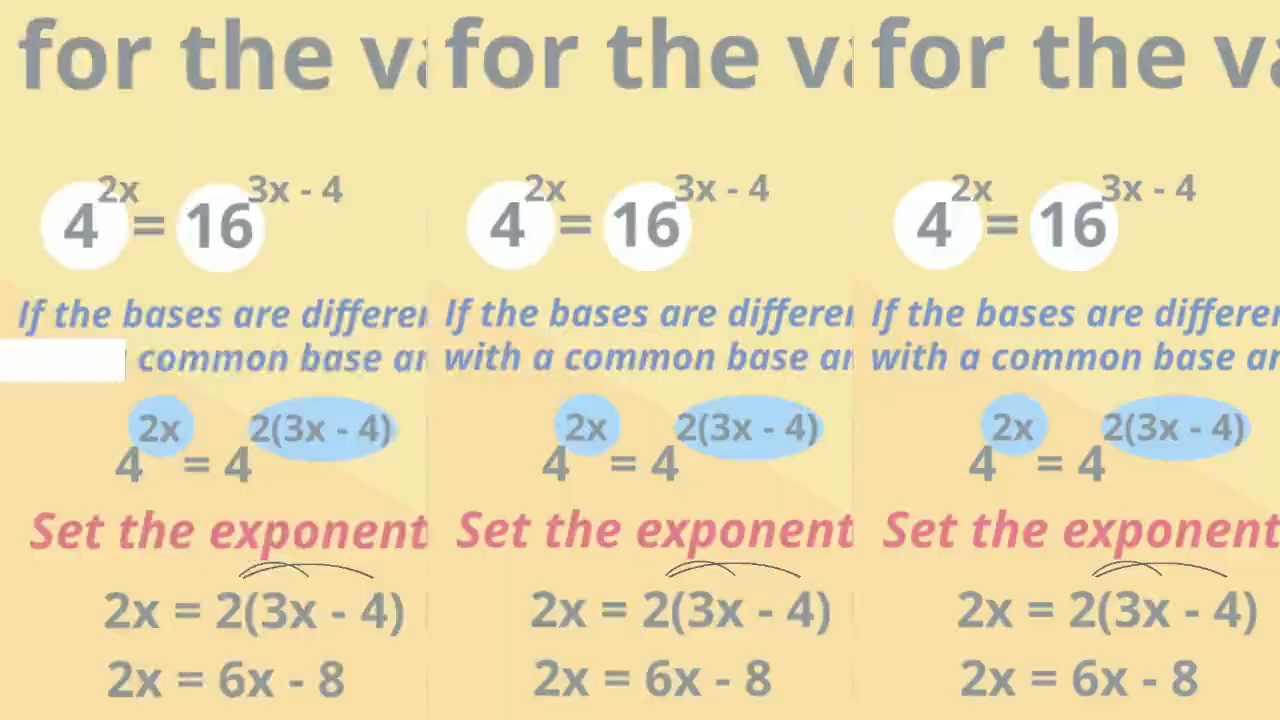 for the for the for the
4^2x = 16^3x - 4 4^2x = 16^3x - 4 4^2x = 16^3x - 4
If the bases are If the bases are If the bases are
common base with a common base with a common base
4^2x = 4^2(3x - 4) 4^2x = 4^2(3x - 4) 4^2x = 4^2(3x - 4)
Set the exponent Set the exponent Set the exponent
2x = 2(3x - 4) 2x = 2(3x - 4) 2x = 2(3x - 4)
2x = 6x - 8 2x = 6x - 8 2x = 6x - 8